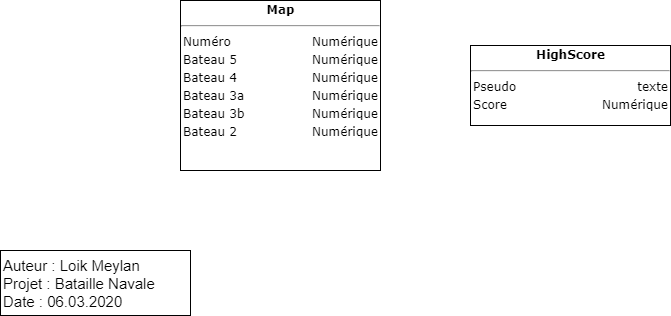 Map
Numéro Numérique
Bateau 5 Numérique
Bateau 4 Numérique
Bateau 3a Numérique
Bateau 3b Numérique
Bateau 2 Numérique
HighScore
Pseudo texte
Score Numérique
Auteur : Loik Meylan
Projet : Bataille Navale
Date : 06.03.2020